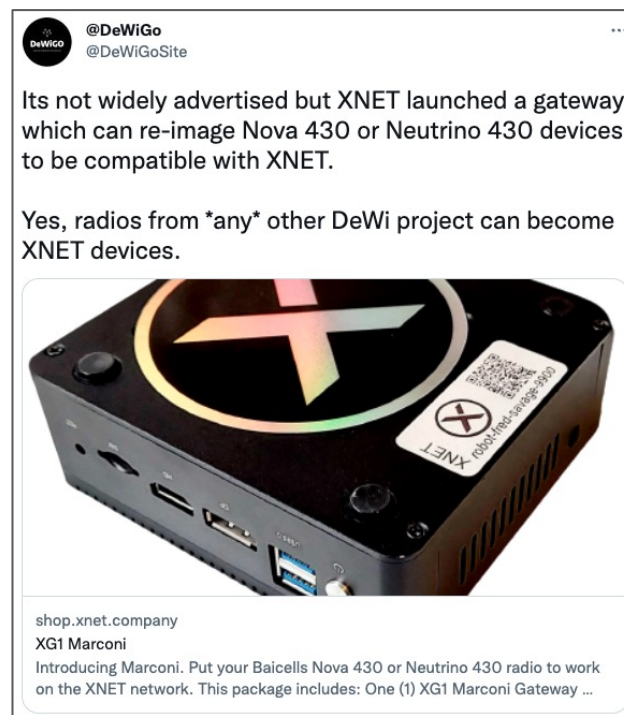 DeWiGO
@DeWiGo
@DeWiGoSite
Its not widely advertised but XNET launched a gateway
which can re-image Nova 430 or Neutrino 430 devices
to be compatible with XNET.
Yes, radios from *any* other DeWi project can become
XNET devices.
XNET
robot-fred-savage-9900
shop.xnet.company
XG1 Marconi
Introducing Marconi. Put your Baicells Nova 430 or Neutrino 430 radio to work
on the XNET network. This package includes: One (1) XG1 Marconi Gateway ...